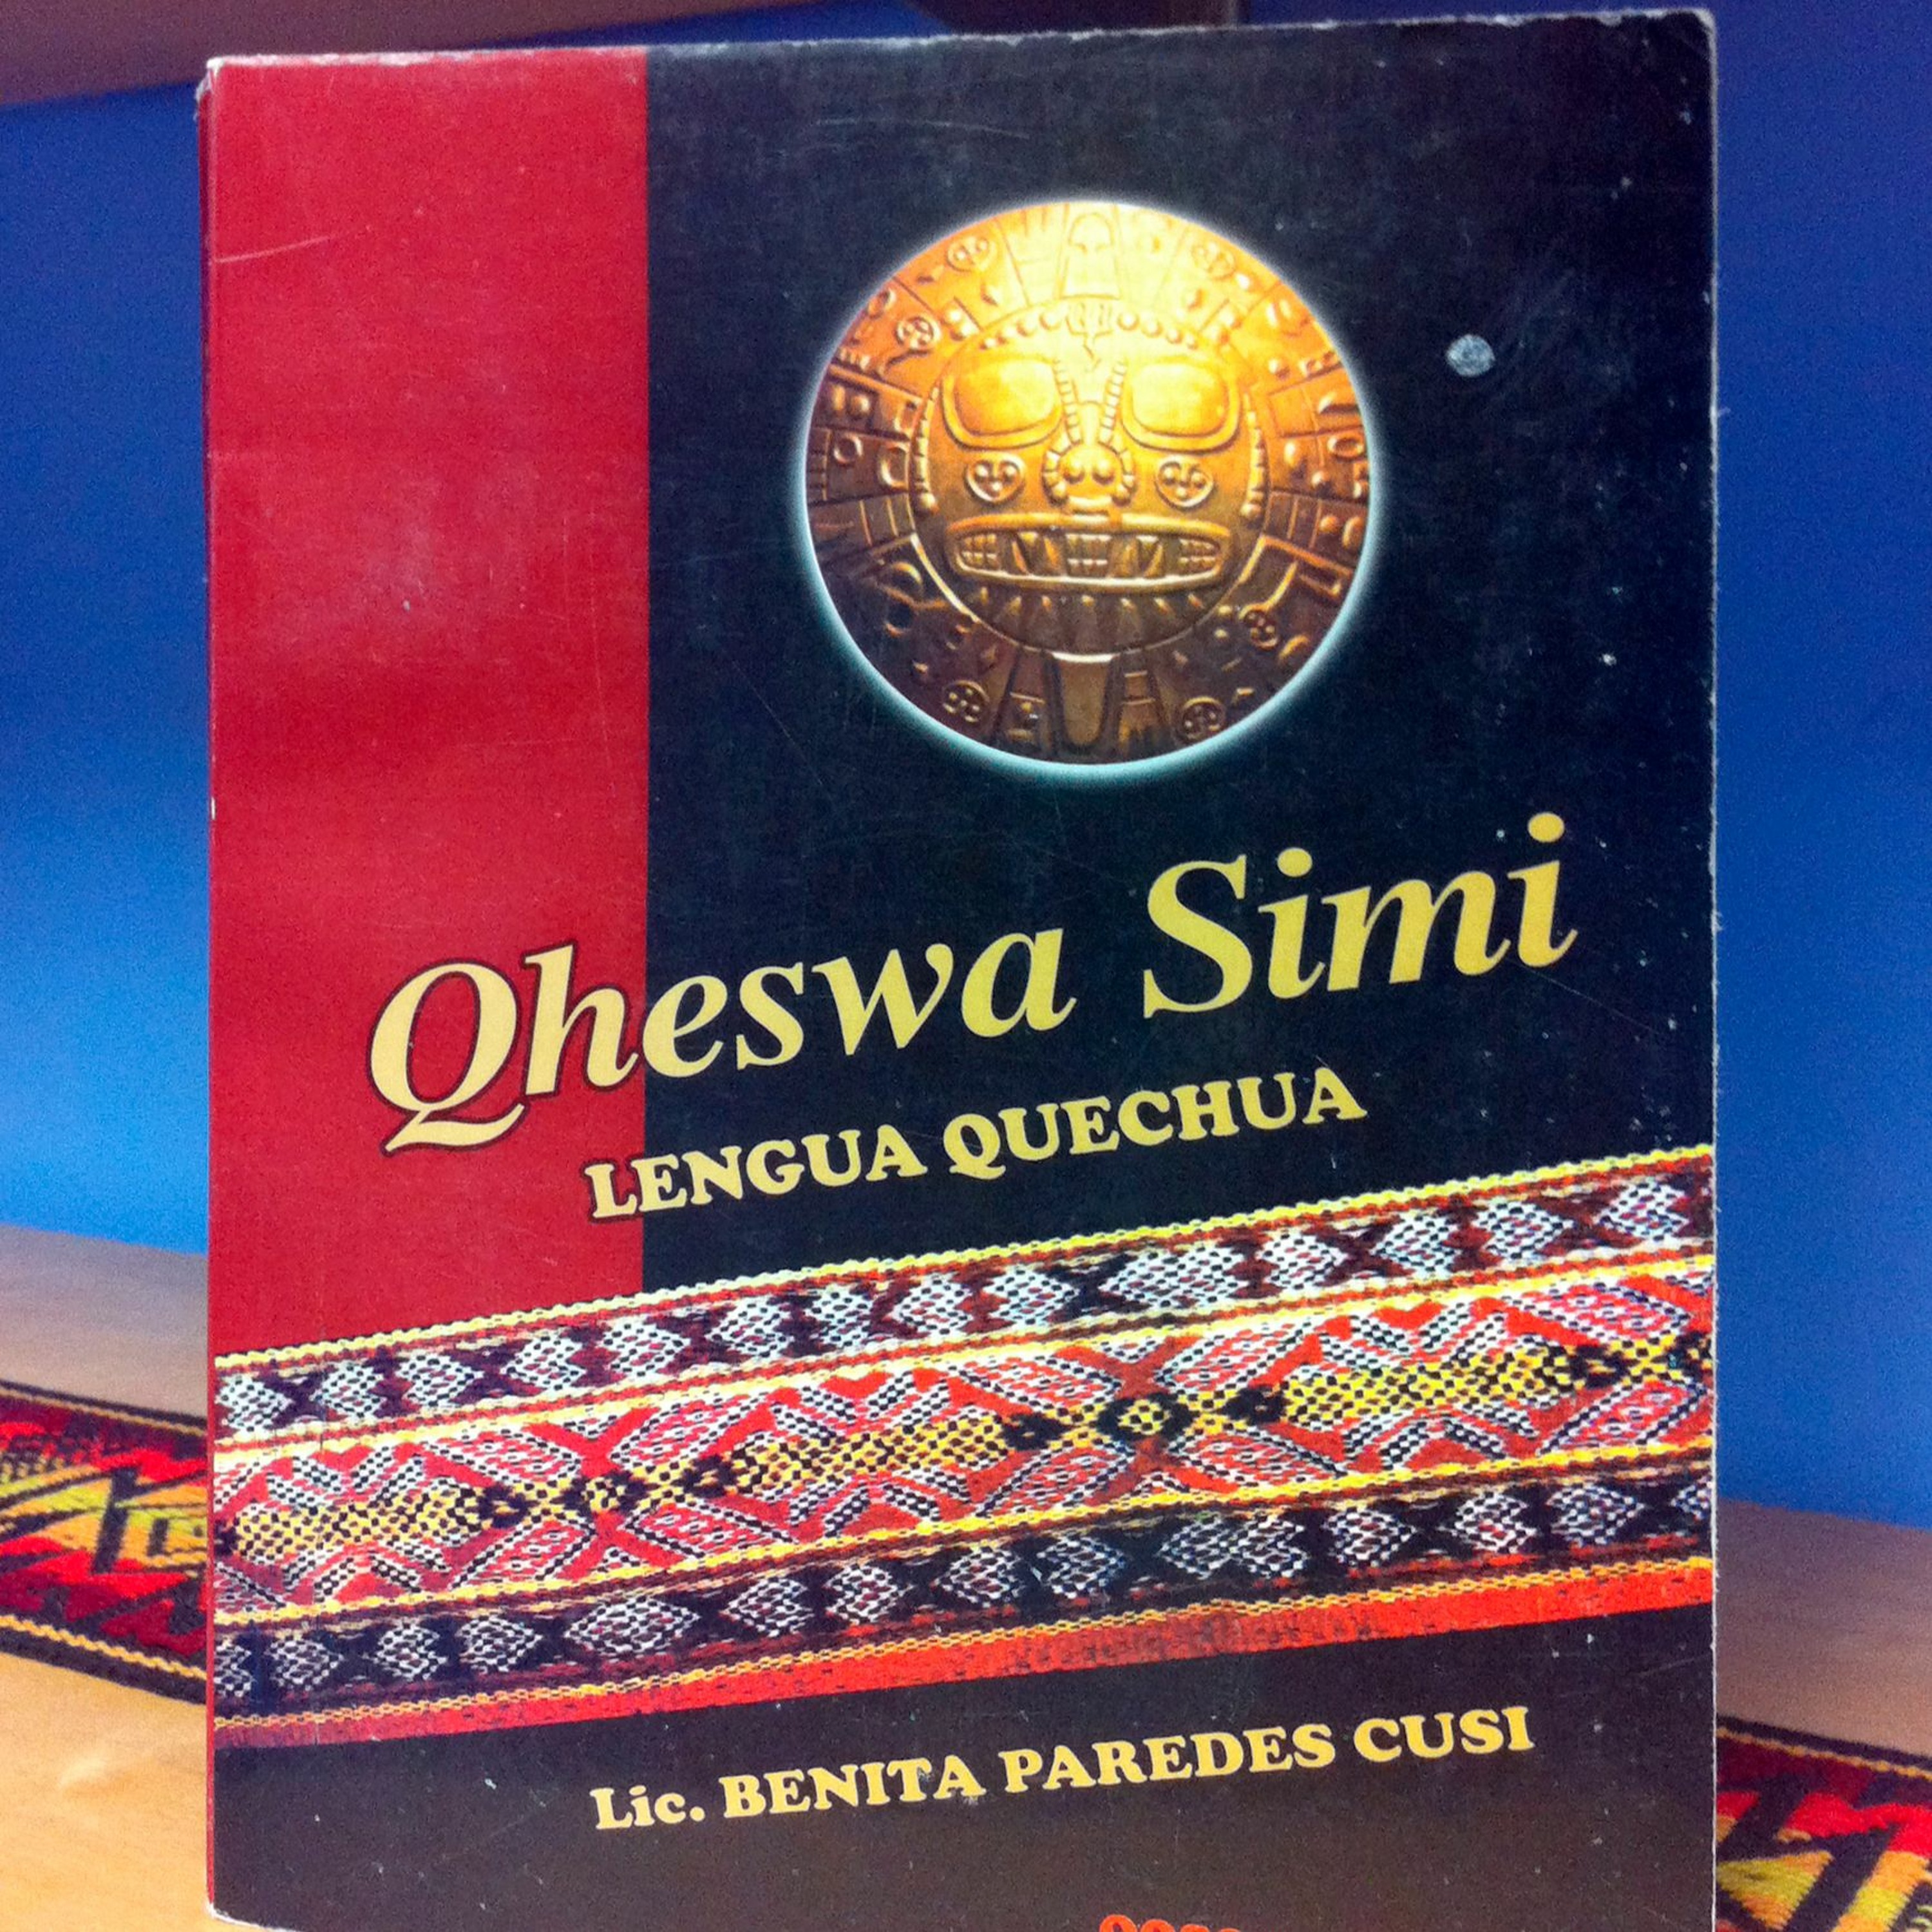 Qheswa Simi
LENGUA QUECHUA
Lic. BENITA PAREDES CUSI